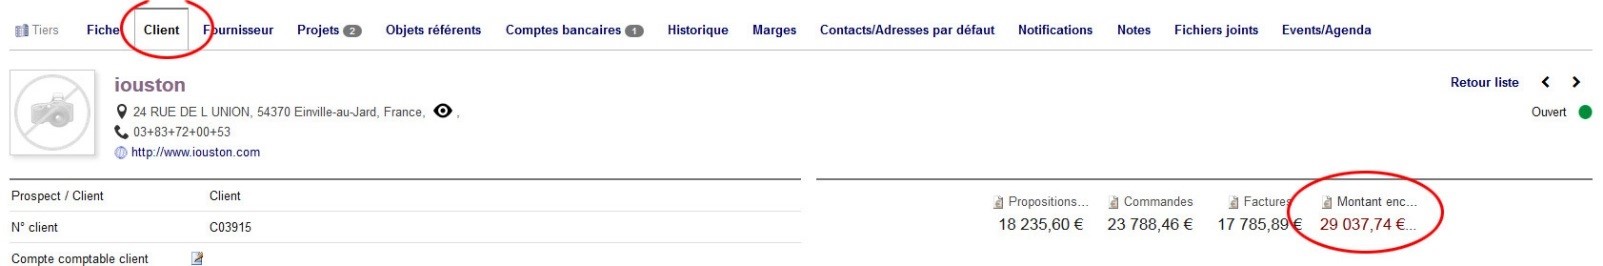 Tiers Fiche Client Fournisseur Projets 2 Objets référents Comptes bancaires 1 Historique Marges Contacts/Adresses par défaut Notifications Notes Fichiers joints Events/Agenda
iouston
Retour liste
24 RUE DE L UNION, 54370 Einville-au-Jard, France, ,
Ouvert
03+83+72+00+53
http://www.iouston.com
Prospect / Client Client
N° client C03915
Compte comptable client
Propositions... Commandes Factures Montant enc...
18 235,60 € 23 788,46 € 17 785,89 € 29 037,74 €...